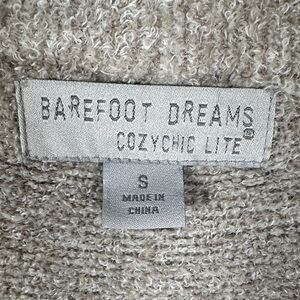 BAREFOOT DREAMS
COZYCHIC LITE®
S
MADE IN
CHINA